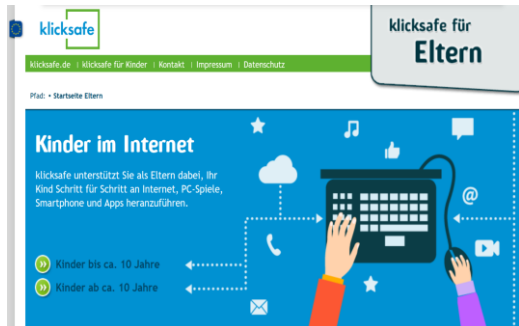 klicksafe
klicksafe für
Eltern
klicksafe.de | klicksafe für Kinder | Kontakt | Impressum | Datenschutz
Pfad: • Startseite Eltern
Kinder im Internet
klicksafe unterstützt Sie als Eltern dabei, Ihr
Kind Schritt für Schritt an Internet, PC-Spiele,
Smartphone und Apps heranzuführen.
@
Kinder bis ca. 10 Jahre
Kinder ab ca. 10 Jahre